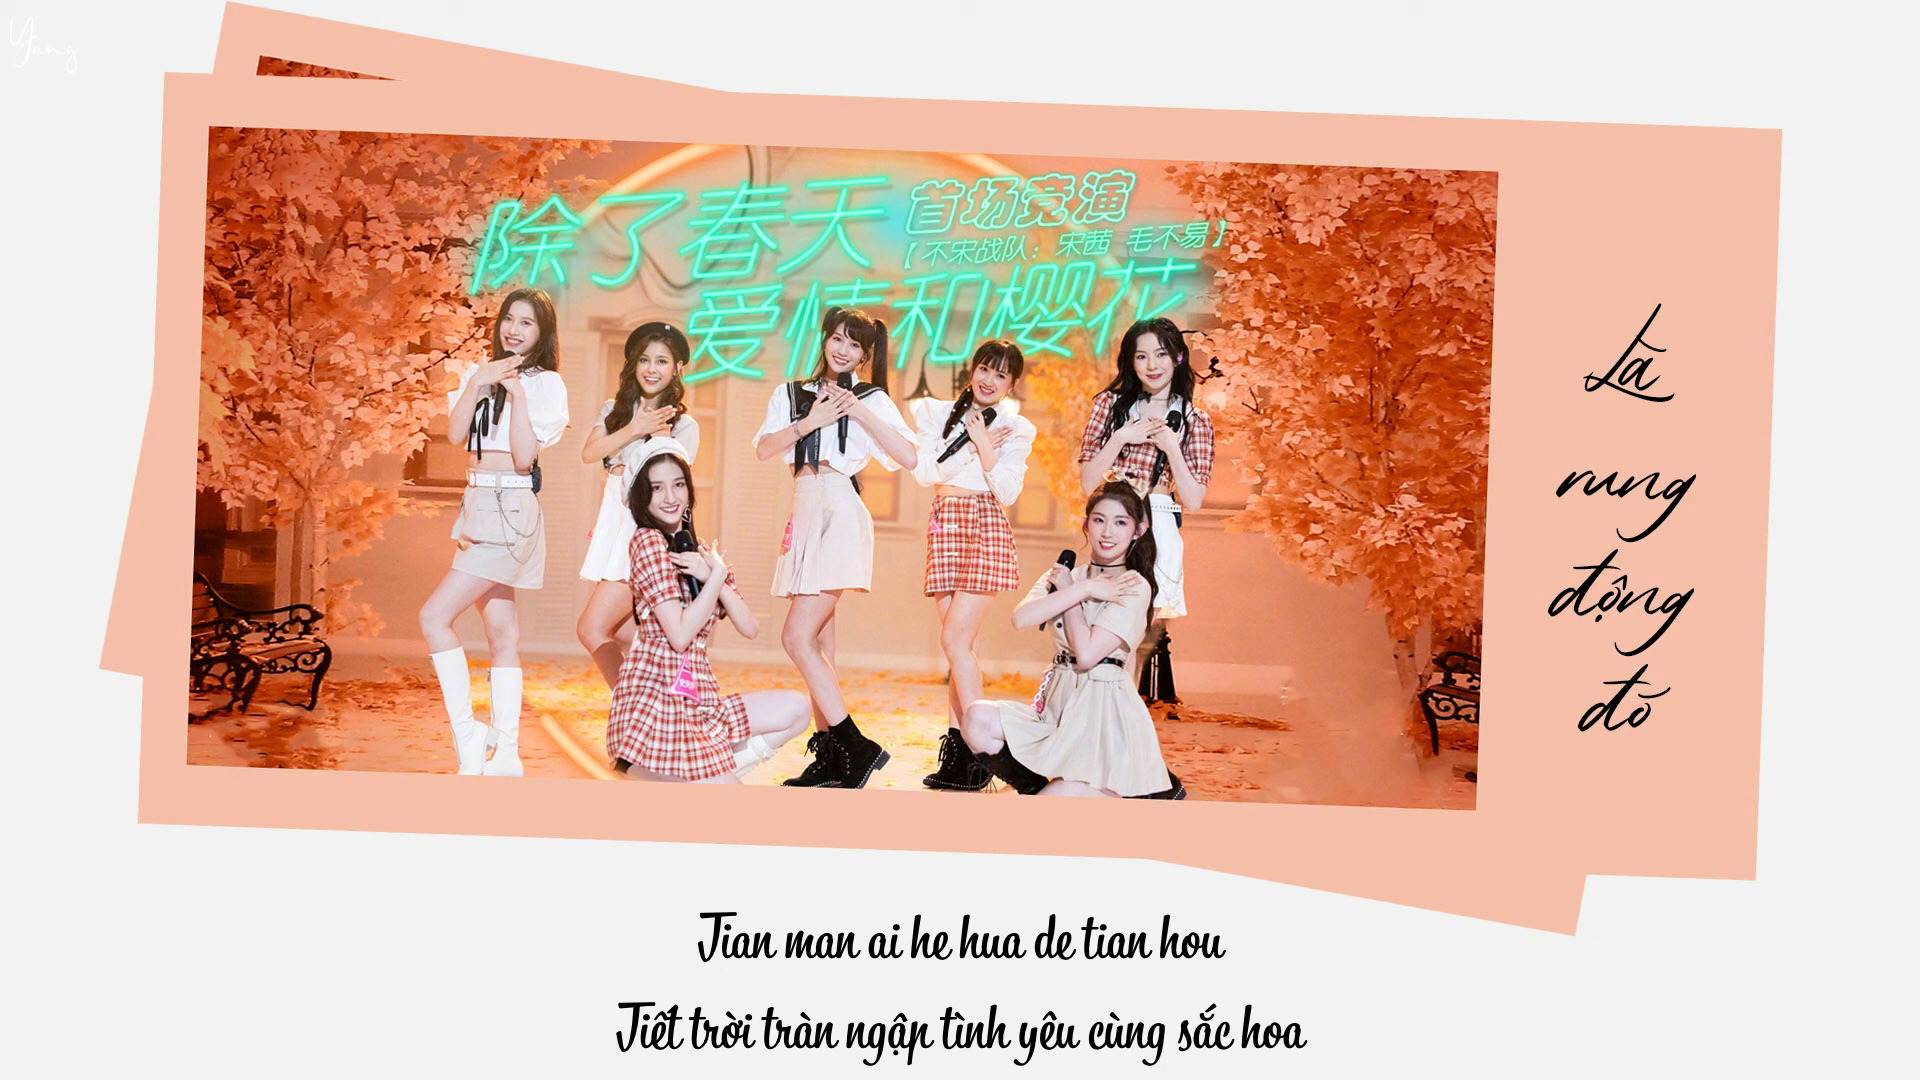 Yang
除了春天
爱情和樱花
首场竞演
【不宋战队：宋茜 毛不易】
Là
rung
động
đó
Tian man ai he hua de tian hou
Tiết trời tràn ngập tình yêu cùng sắc hoa